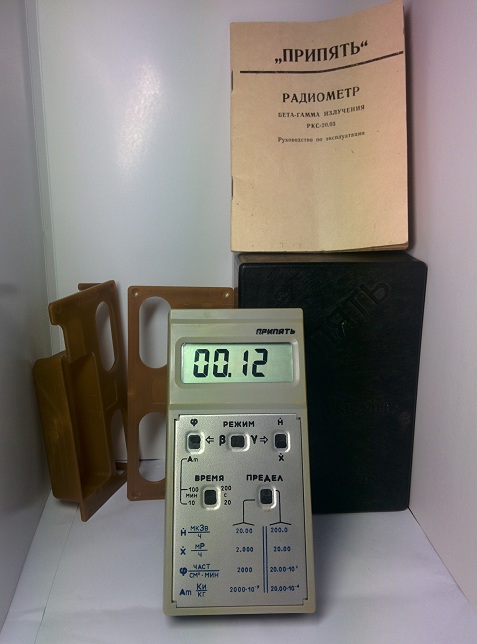 „ПРИПЯТЬ“
РАДИОМЕТР
БЕТА-ГАММА ИЗЛУЧЕНИЯ
РКС-20.03
Руководство по эксплуатации
ЯТЬ
ПРИПЯТЬ
00.12
φ РЕЖИМ Ḣ
⇐ β γ ⇒
Am Ẋ
ВРЕМЯ ПРЕДЕЛ
100 200
МИН С
10 20
Ḣ мкЗв/ч 20.00 200.0
Ẋ мР/ч 2.000 20.00
φ ЧАСТ/СМ²·МИН 2000 20.00·10³
Am Ки/кг 2000·10⁻⁹ 20.00·10⁻⁶